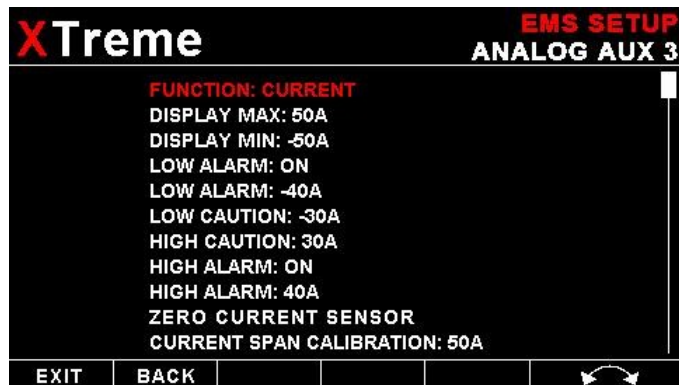 XTreme
EMS SETUP
ANALOG AUX 3
FUNCTION: CURRENT
DISPLAY MAX: 50A
DISPLAY MIN: -50A
LOW ALARM: ON
LOW ALARM: -40A
LOW CAUTION: -30A
HIGH CAUTION: 30A
HIGH ALARM: ON
HIGH ALARM: 40A
ZERO CURRENT SENSOR
CURRENT SPAN CALIBRATION: 50A
EXIT BACK